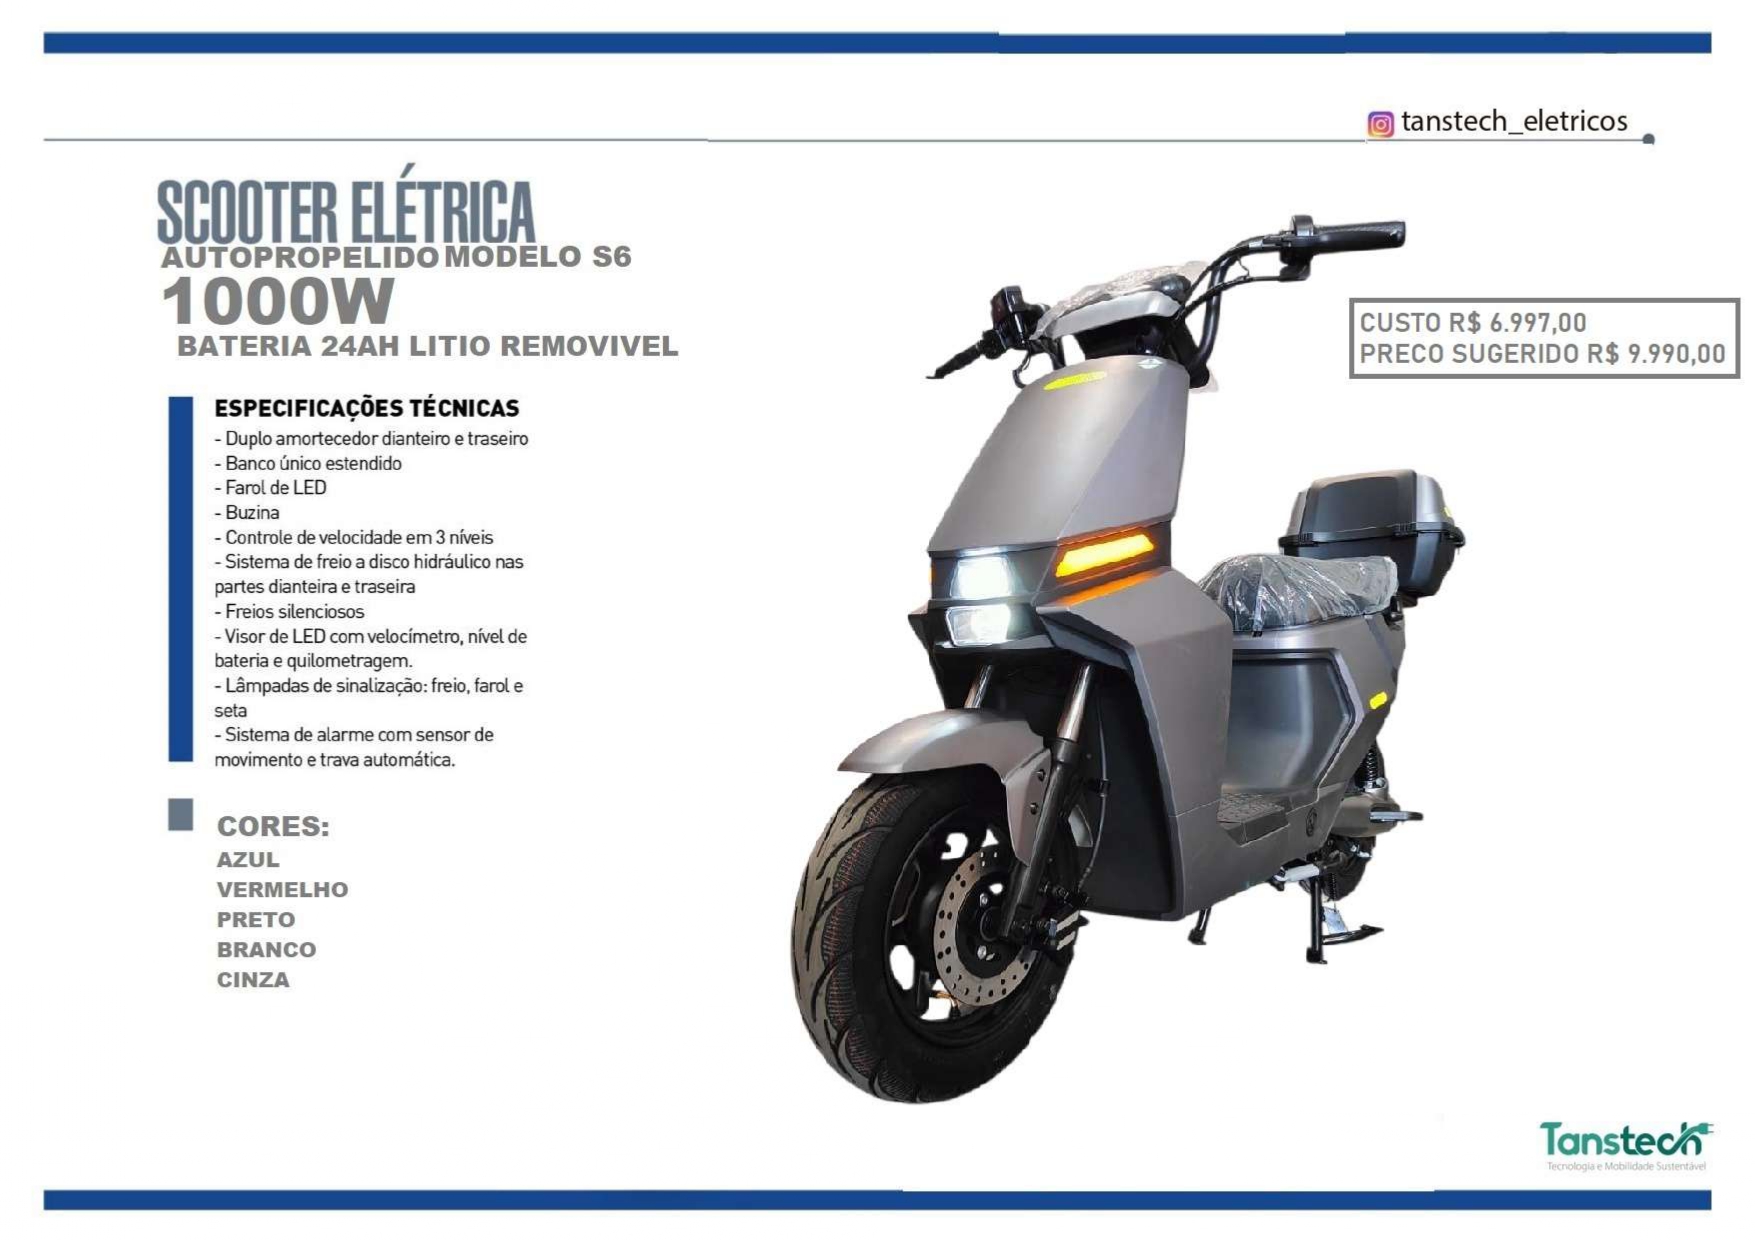 tanstech_eletricos
SCOOTER ELÉTRICA
AUTOPROPELIDO MODELO S6
1000W
BATERIA 24AH LITIO REMOVIVEL
CUSTO R$ 6.997,00
PRECO SUGERIDO R$ 9.990,00
ESPECIFICAÇÕES TÉCNICAS
- Duplo amortecedor dianteiro e traseiro
- Banco único estendido
- Farol de LED
- Buzina
- Controle de velocidade em 3 níveis
- Sistema de freio a disco hidráulico nas
partes dianteira e traseira
- Freios silenciosos
- Visor de LED com velocímetro, nível de
bateria e quilometragem.
- Lâmpadas de sinalização: freio, farol e
seta
- Sistema de alarme com sensor de
movimento e trava automática.
CORES:
AZUL
VERMELHO
PRETO
BRANCO
CINZA
Tanstech
Tecnologia e Mobilidade Sustentável